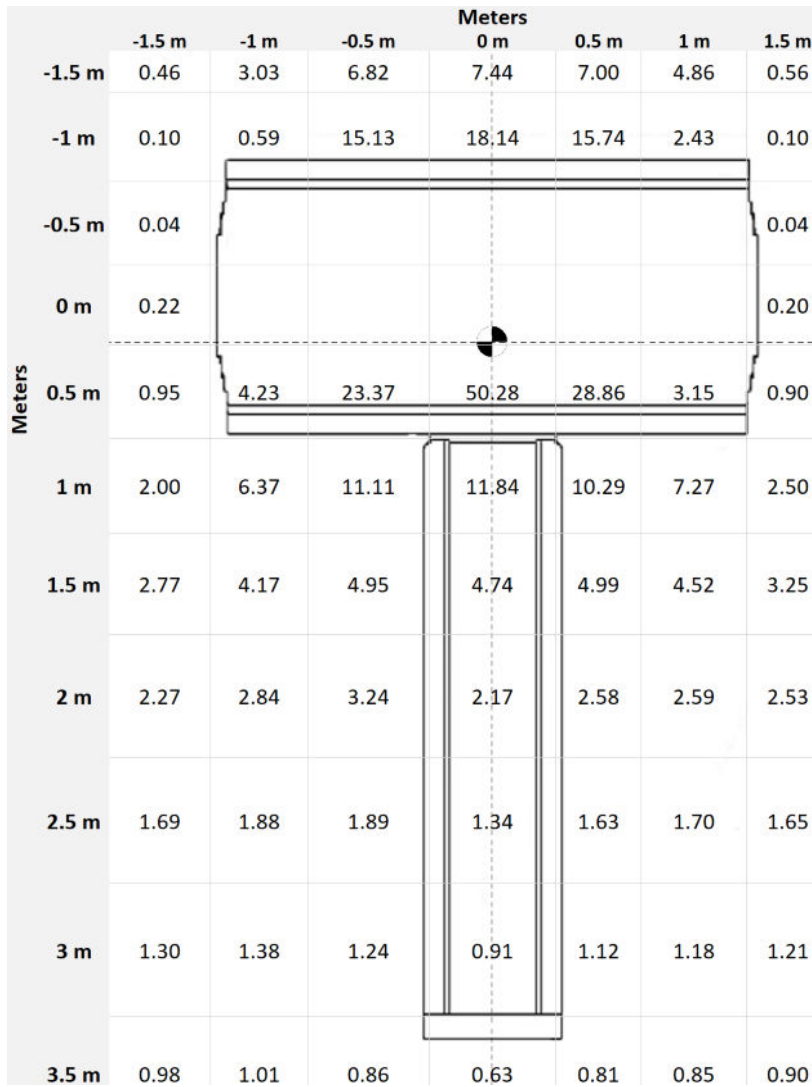 Meters
-1.5 m -1 m -0.5 m 0 m 0.5 m 1 m 1.5 m
-1.5 m 0.46 3.03 6.82 7.44 7.00 4.86 0.56
-1 m 0.10 0.59 15.13 18.14 15.74 2.43 0.10
-0.5 m 0.04 0.04
0 m 0.22 0.20
Meters
0.5 m 0.95 4.23 23.37 50.28 28.86 3.15 0.90
1 m 2.00 6.37 11.11 11.84 10.29 7.27 2.50
1.5 m 2.77 4.17 4.95 4.74 4.99 4.52 3.25
2 m 2.27 2.84 3.24 2.17 2.58 2.59 2.53
2.5 m 1.69 1.88 1.89 1.34 1.63 1.70 1.65
3 m 1.30 1.38 1.24 0.91 1.12 1.18 1.21
3.5 m 0.98 1.01 0.86 0.63 0.81 0.85 0.90